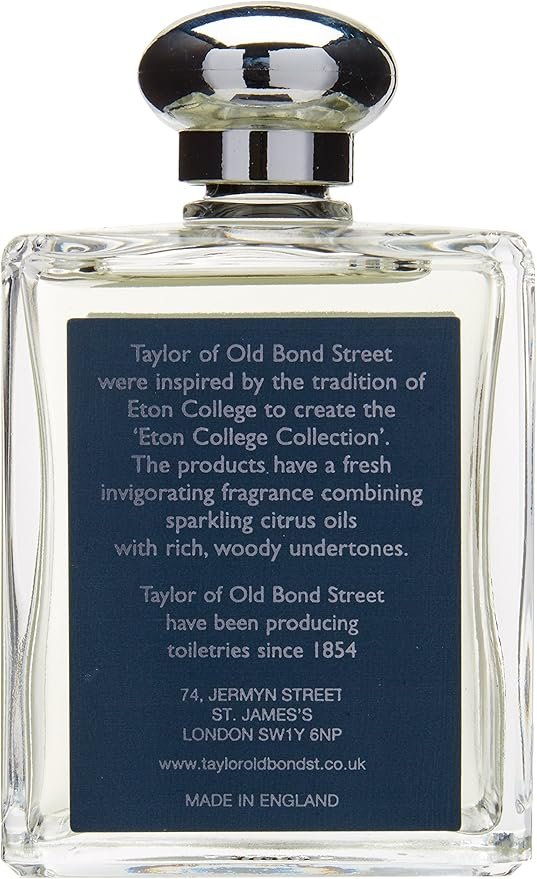 Taylor of Old Bond Street
were inspired by the tradition of
Eton College to create the
'Eton College Collection'.
The products have a fresh
invigorating fragrance combining
sparkling citrus oils
with rich, woody undertones.
Taylor of Old Bond Street
have been producing
toiletries since 1854
74, JERMYN STREET
ST. JAMES'S
LONDON SW1Y 6NP
www.tayloroldbondst.co.uk
MADE IN ENGLAND